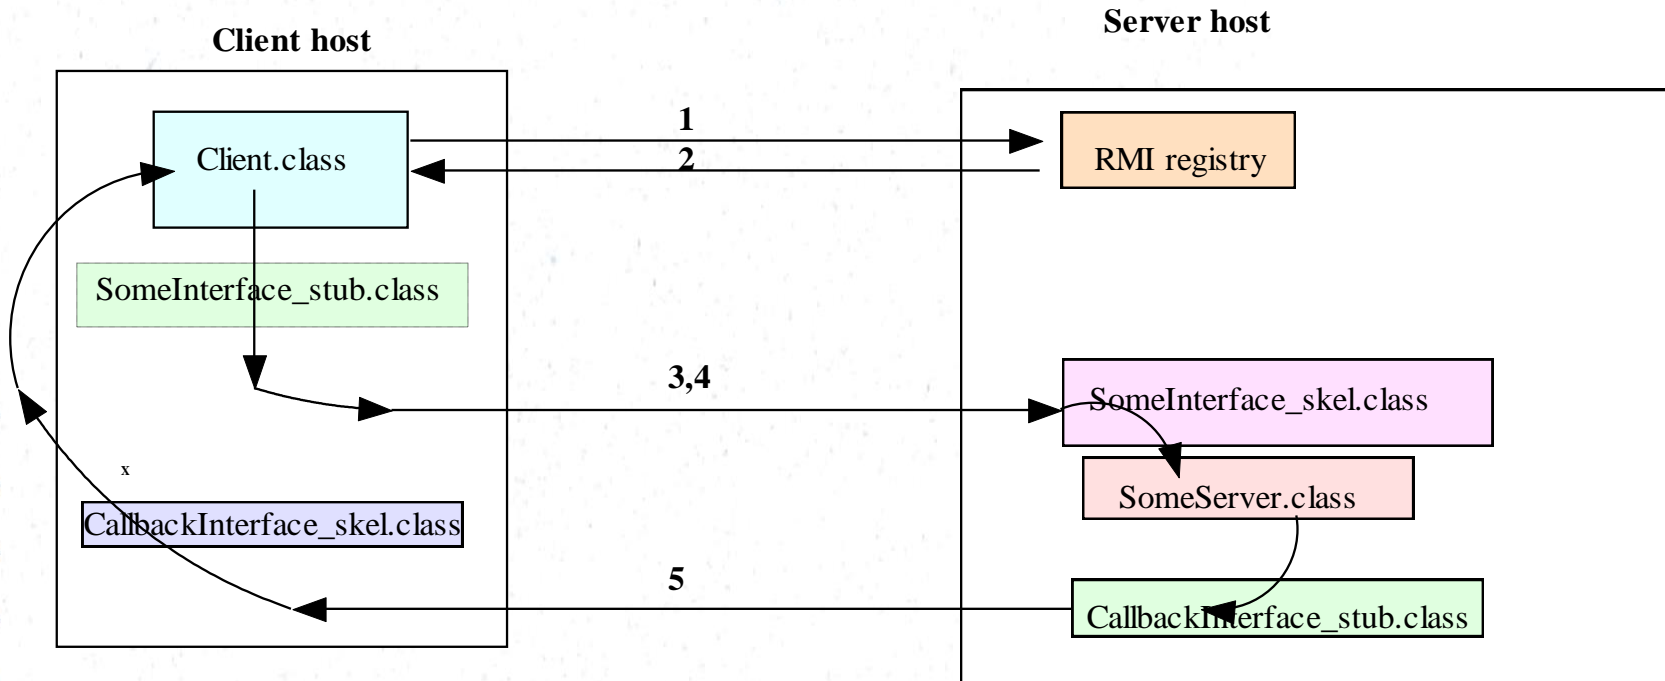 Client host
Server host
1
Client.class
2
RMI registry
SomeInterface_stub.class
3,4
SomeInterface_skel.class
x
SomeServer.class
CallbackInterface_skel.class
5
CallbackInterface_stub.class